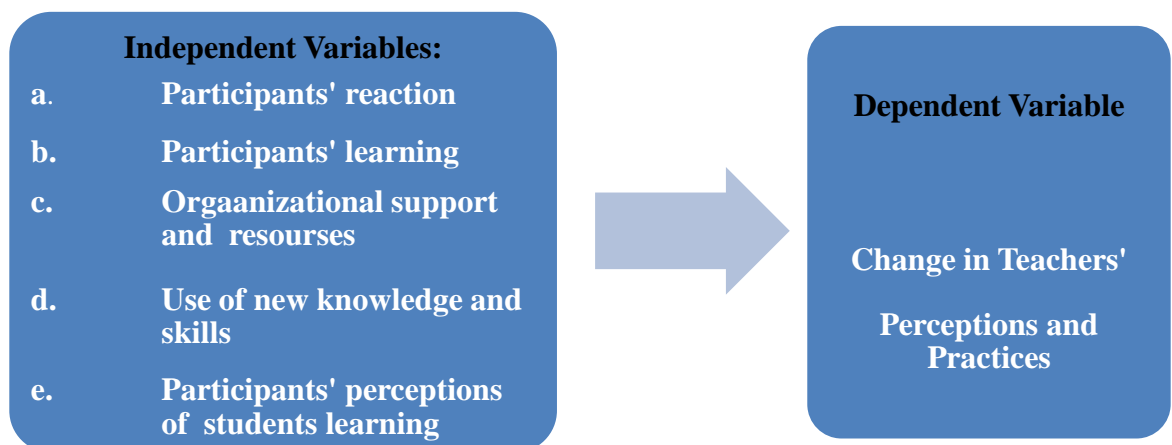 Independent Variables:
a. Participants' reaction
b. Participants' learning
c. Orgaanizational support
and resourses
d. Use of new knowledge and
skills
e. Participants' perceptions
of students learning
Dependent Variable
Change in Teachers'
Perceptions and
Practices